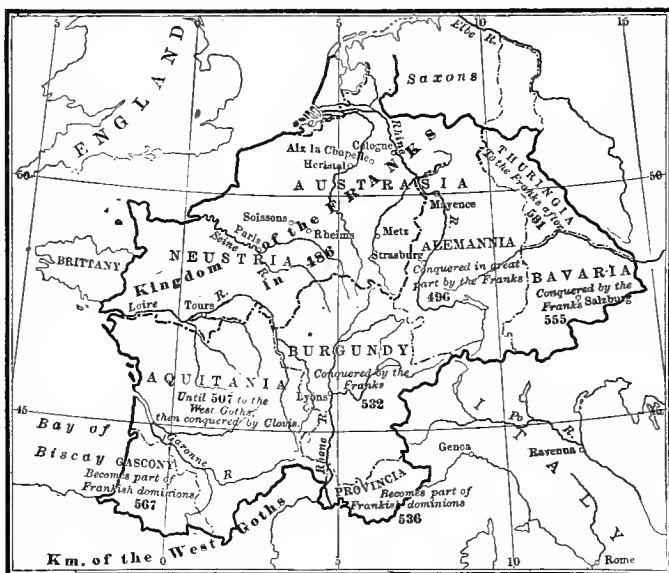 5
10
15
Elbe R.
ENGLAND
Saxons
Rhine
Cologne
Aix la Chapelle
Heristal
THURINGIA
To the Franks after
531
50
50
AUSTRASIA
Kingdom of the FRANKS
in 486
Soissons
Mayence
R.
Paris
Rheims
Metz
Seine
R.
NEUSTRIA
Strasburg
ALEMANNIA
BRITTANY
Conquered in great
part by the Franks
496
BAVARIA
Conquered by the
Franks
Salzburg
555
Loire
Tours
R.
BURGUNDY
Conquered by the
Franks
532
AQUITANIA
Until 507 to the
West Goths,
then conquered by Clovis.
Lyons
45
Bay of
Biscay
Garonne
R
Rhone R.
ITALY
Po
R.
Genoa
Ravenna
GASCONY
Becomes part of
Frankish dominions
567
PROVINCIA
Becomes part of
Frankish dominions
536
Km. of the West Goths
0
5
10
Rome